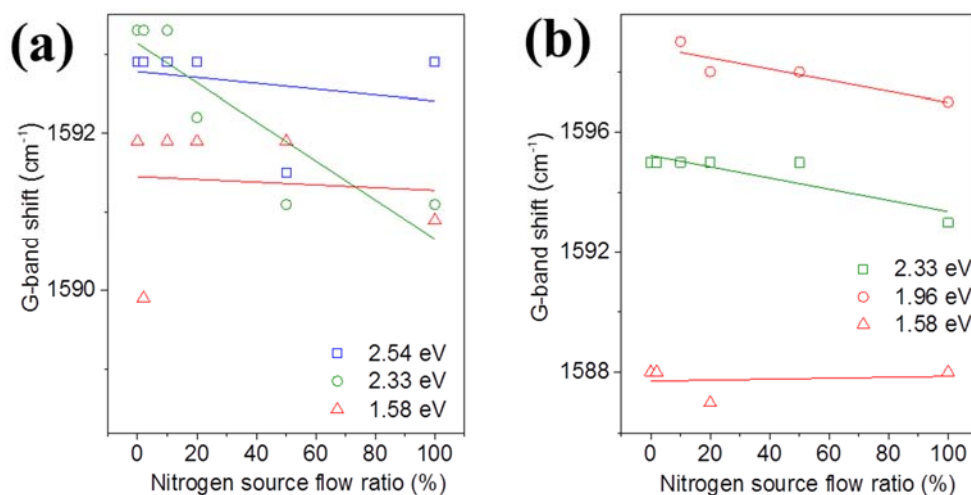 (a)
G-band shift (cm⁻¹)
1592
1590
2.54 eV
2.33 eV
1.58 eV
0 20 40 60 80 100
Nitrogen source flow ratio (%)
(b)
G-band shift (cm⁻¹)
1596
1592
1588
2.33 eV
1.96 eV
1.58 eV
0 20 40 60 80 100
Nitrogen source flow ratio (%)